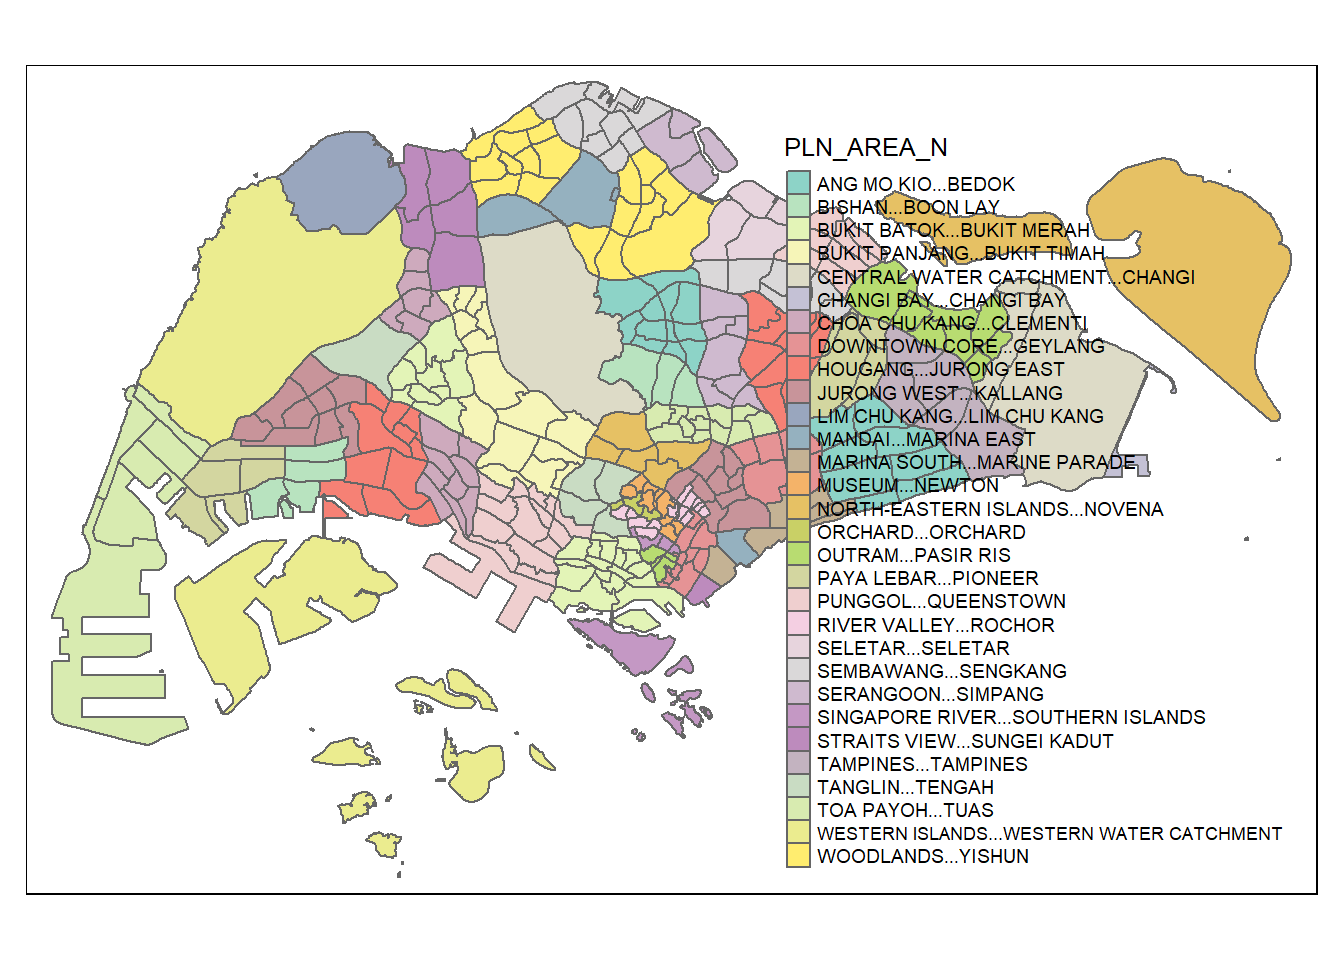 PLN_AREA_N
ANG MO KIO...BEDOK
BISHAN...BOON LAY
BUKIT BATOK...BUKIT MERAH
BUKIT PANJANG...BUKIT TIMAH
CENTRAL WATER CATCHMENT...CHANGI
CHANGI BAY...CHANGI BAY
CHOA CHU KANG...CLEMENTI
DOWNTOWN CORE...GEYLANG
HOUGANG...JURONG EAST
JURONG WEST...KALLANG
LIM CHU KANG...LIM CHU KANG
MANDAI...MARINA EAST
MARINA SOUTH...MARINE PARADE
MUSEUM...NEWTON
NORTH-EASTERN ISLANDS...NOVENA
ORCHARD...ORCHARD
OUTRAM...PASIR RIS
PAYA LEBAR...PIONEER
PUNGGOL...QUEENSTOWN
RIVER VALLEY...ROCHOR
SELETAR...SELETAR
SEMBAWANG...SENGKANG
SERANGOON...SIMPANG
SINGAPORE RIVER...SOUTHERN ISLANDS
STRAITS VIEW...SUNGEI KADUT
TAMPINES...TAMPINES
TANGLIN...TENGAH
TOA PAYOH...TUAS
WESTERN ISLANDS...WESTERN WATER CATCHMENT
WOODLANDS...YISHUN